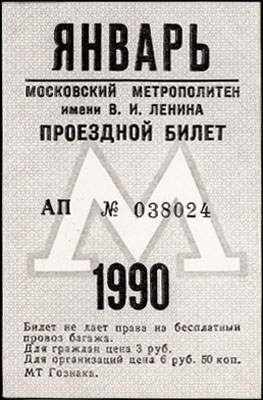 ЯНВАРЬ
МОСКОВСКИЙ МЕТРОПОЛИТЕН
имени В. И. ЛЕНИНА
ПРОЕЗДНОЙ БИЛЕТ
М
АП № 038024
1990
Билет не дает права на бесплатный
провоз багажа.
Для граждан цена 3 руб.
Для организаций цена 6 руб. 50 коп.
МТ Гознака.